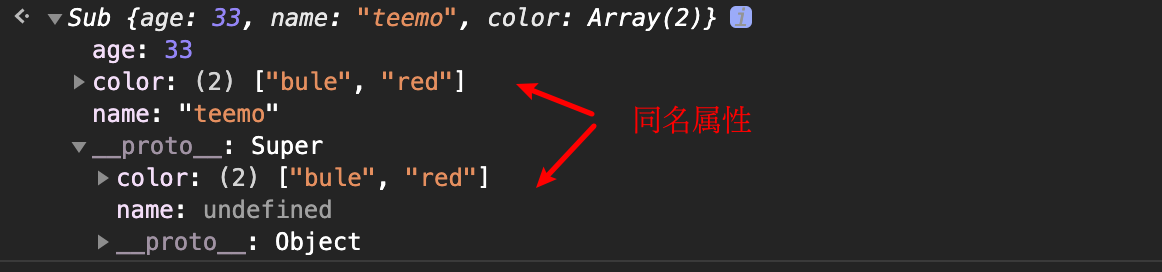 Sub {age: 33, name: "teemo", color: Array(2)} i
age: 33
color: (2) ["bule", "red"]
name: "teemo"
同名属性
__proto__: Super
color: (2) ["bule", "red"]
name: undefined
__proto__: Object